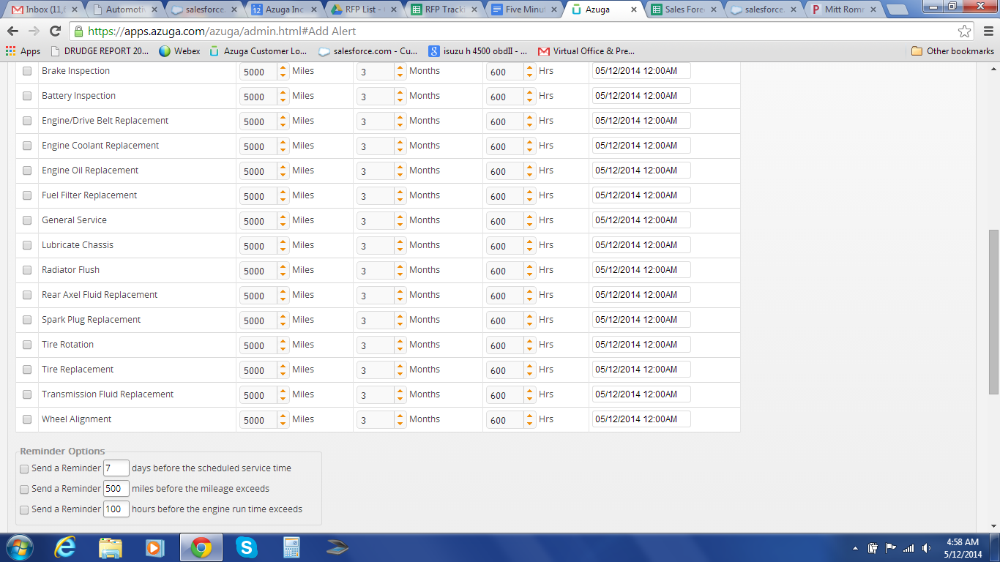 Inbox (11,6
Automotiv
salesforce.
Azuga Inc
RFP List -
RFP Tracki
Five Minut
Azuga
Sales Fore
salesforce.
Mitt Romn
https://apps.azuga.com/azuga/admin.html#Add Alert
Apps DRUDGE REPORT 20... Webex Azuga Customer Lo... salesforce.com - Cu... isuzu h 4500 obdII - ... Virtual Office & Pre... Other bookmarks
Brake Inspection 5000 Miles 3 Months 600 Hrs 05/12/2014 12:00AM
Battery Inspection 5000 Miles 3 Months 600 Hrs 05/12/2014 12:00AM
Engine/Drive Belt Replacement 5000 Miles 3 Months 600 Hrs 05/12/2014 12:00AM
Engine Coolant Replacement 5000 Miles 3 Months 600 Hrs 05/12/2014 12:00AM
Engine Oil Replacement 5000 Miles 3 Months 600 Hrs 05/12/2014 12:00AM
Fuel Filter Replacement 5000 Miles 3 Months 600 Hrs 05/12/2014 12:00AM
General Service 5000 Miles 3 Months 600 Hrs 05/12/2014 12:00AM
Lubricate Chassis 5000 Miles 3 Months 600 Hrs 05/12/2014 12:00AM
Radiator Flush 5000 Miles 3 Months 600 Hrs 05/12/2014 12:00AM
Rear Axel Fluid Replacement 5000 Miles 3 Months 600 Hrs 05/12/2014 12:00AM
Spark Plug Replacement 5000 Miles 3 Months 600 Hrs 05/12/2014 12:00AM
Tire Rotation 5000 Miles 3 Months 600 Hrs 05/12/2014 12:00AM
Tire Replacement 5000 Miles 3 Months 600 Hrs 05/12/2014 12:00AM
Transmission Fluid Replacement 5000 Miles 3 Months 600 Hrs 05/12/2014 12:00AM
Wheel Alignment 5000 Miles 3 Months 600 Hrs 05/12/2014 12:00AM
Reminder Options
Send a Reminder 7 days before the scheduled service time
Send a Reminder 500 miles before the mileage exceeds
Send a Reminder 100 hours before the engine run time exceeds
4:58 AM
5/12/2014